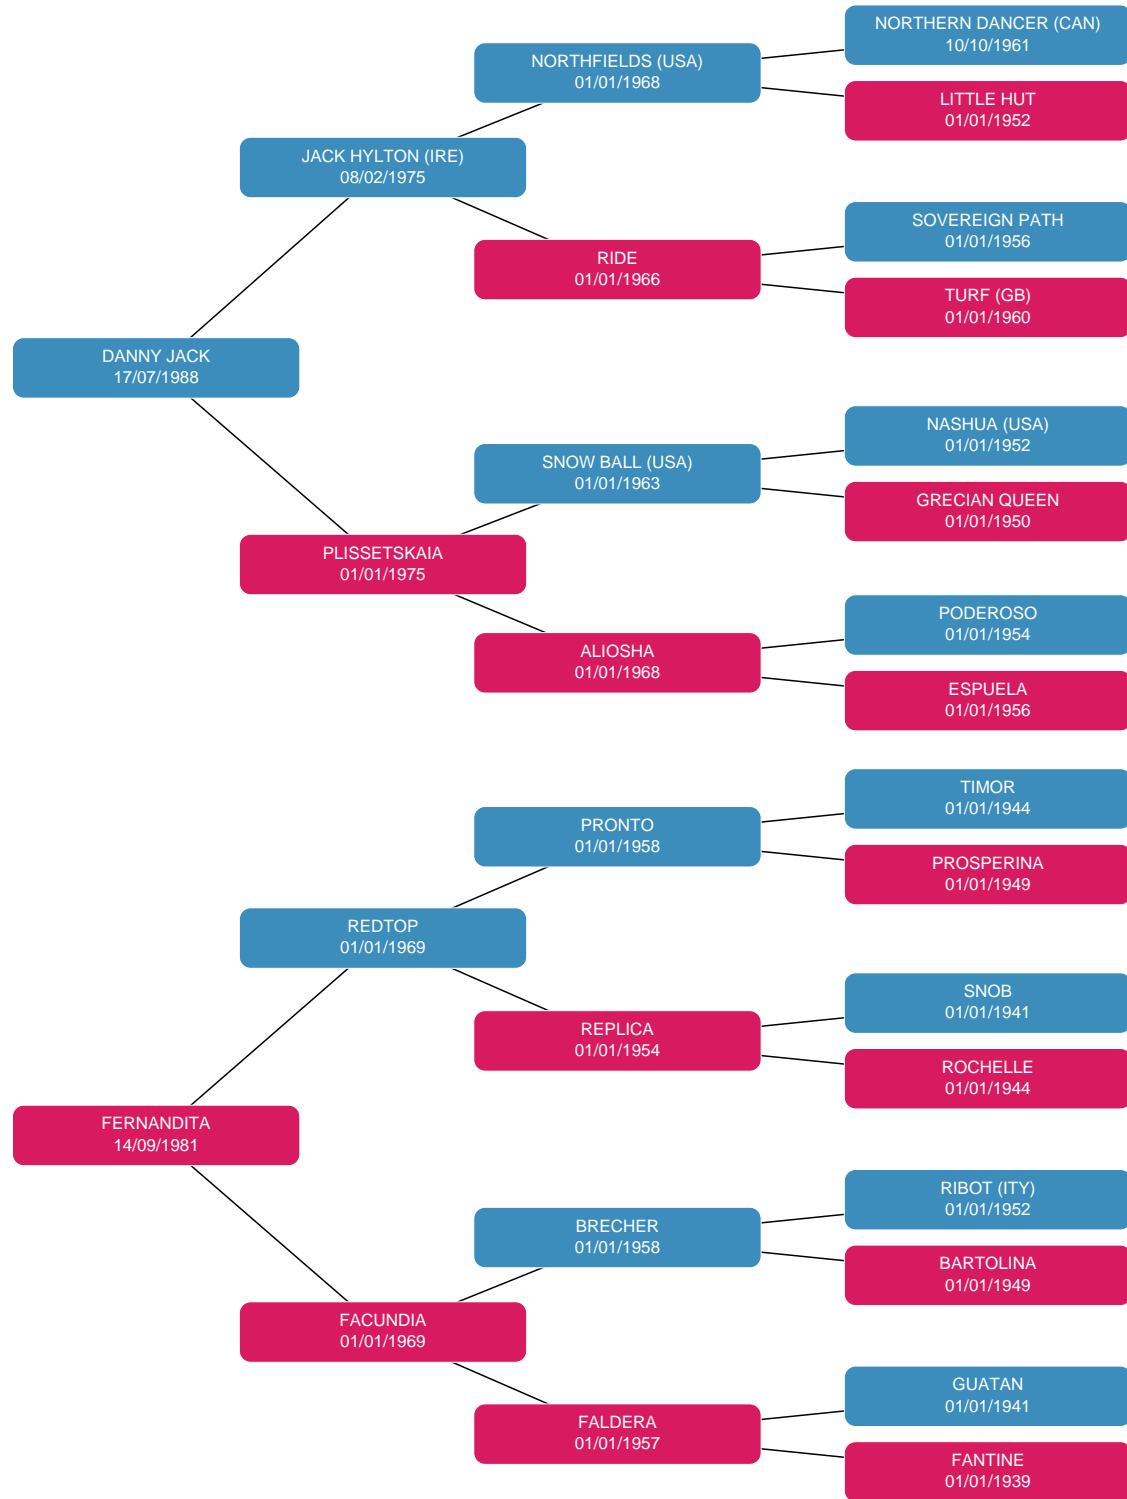 NORTHERN DANCER (CAN)
10/10/1961
NORTHFIELDS (USA)
01/01/1968
LITTLE HUT
01/01/1952
JACK HYLTON (IRE)
08/02/1975
SOVEREIGN PATH
01/01/1956
RIDE
01/01/1966
TURF (GB)
01/01/1960
DANNY JACK
17/07/1988
NASHUA (USA)
01/01/1952
SNOW BALL (USA)
01/01/1963
GRECIAN QUEEN
01/01/1950
PLISSETSKAIA
01/01/1975
PODEROSO
01/01/1954
ALIOSHA
01/01/1968
ESPUELA
01/01/1956
TIMOR
01/01/1944
PRONTO
01/01/1958
PROSPERINA
01/01/1949
REDTOP
01/01/1969
SNOB
01/01/1941
REPLICA
01/01/1954
ROCHELLE
01/01/1944
FERNANDITA
14/09/1981
RIBOT (ITY)
01/01/1952
BRECHER
01/01/1958
BARTOLINA
01/01/1949
FACUNDIA
01/01/1969
GUATAN
01/01/1941
FALDERA
01/01/1957
FANTINE
01/01/1939